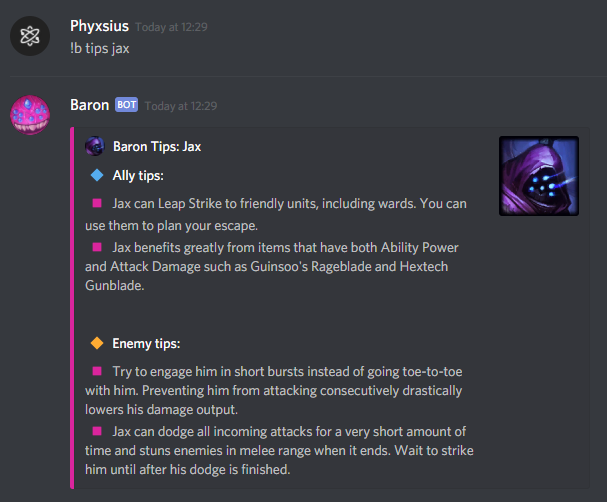 Phyxsius Today at 12:29
!b tips jax
Baron BOT Today at 12:29
Baron Tips: Jax
Ally tips:
Jax can Leap Strike to friendly units, including wards. You can
use them to plan your escape.
Jax benefits greatly from items that have both Ability Power
and Attack Damage such as Guinsoo's Rageblade and Hextech
Gunblade.
Enemy tips:
Try to engage him in short bursts instead of going toe-to-toe
with him. Preventing him from attacking consecutively drastically
lowers his damage output.
Jax can dodge all incoming attacks for a very short amount of
time and stuns enemies in melee range when it ends. Wait to strike
him until after his dodge is finished.